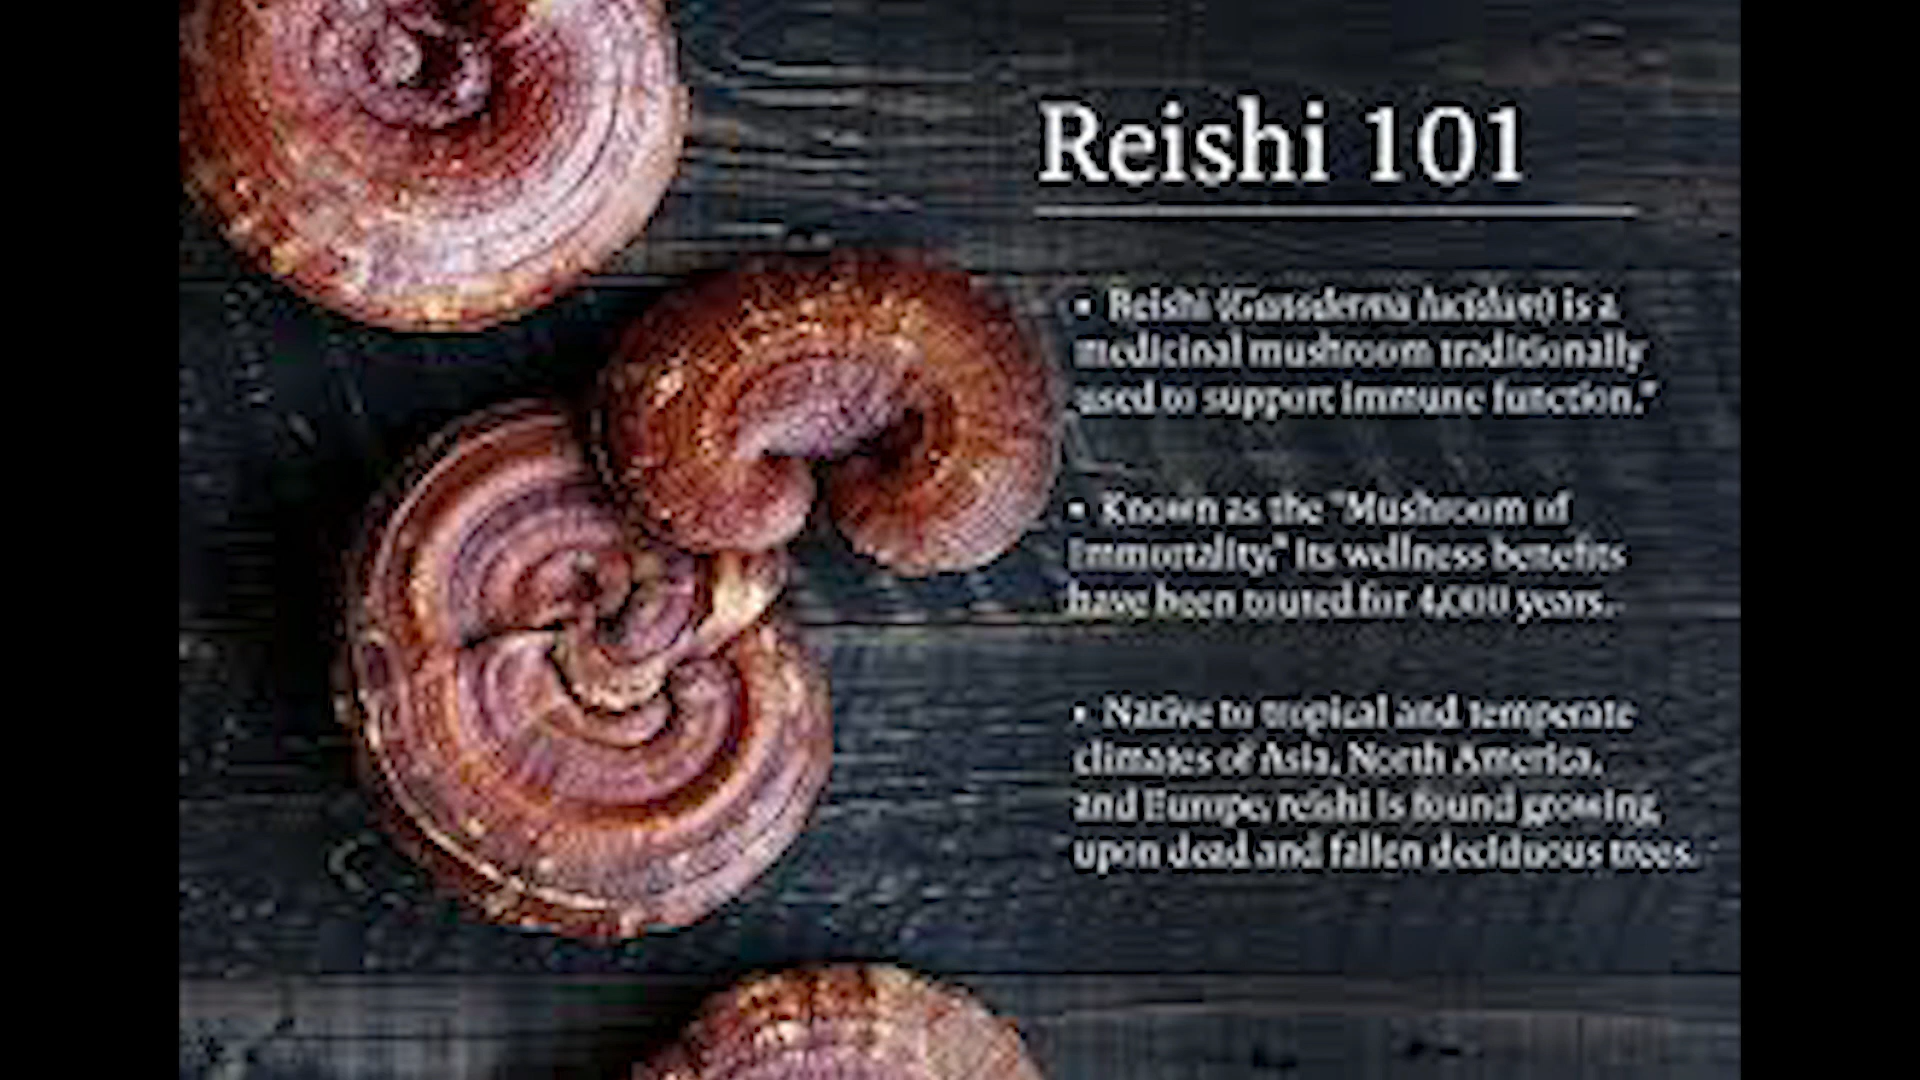 Reishi 101
• Reishi (Ganoderma lucidum) is a
medicinal mushroom traditionally
used to support immune function.*
• Known as the "Mushroom of
Immortality," its wellness benefits
have been touted for 4,000 years.
• Native to tropical and temperate
climates of Asia, North America,
and Europe, reishi is found growing
upon dead and fallen deciduous trees.